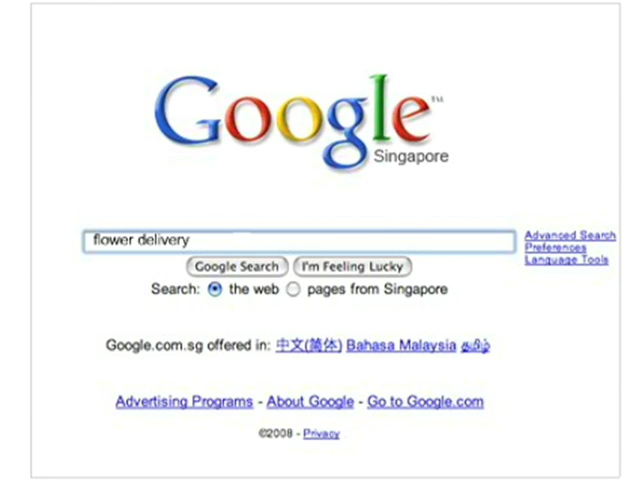 Google™
Singapore
flower delivery
Advanced Search
Preferences
Language Tools
Google Search I'm Feeling Lucky
Search: the web pages from Singapore
Google.com.sg offered in: 中文(简体) Bahasa Malaysia தமிழ்
Advertising Programs - About Google - Go to Google.com
©2008 - Privacy